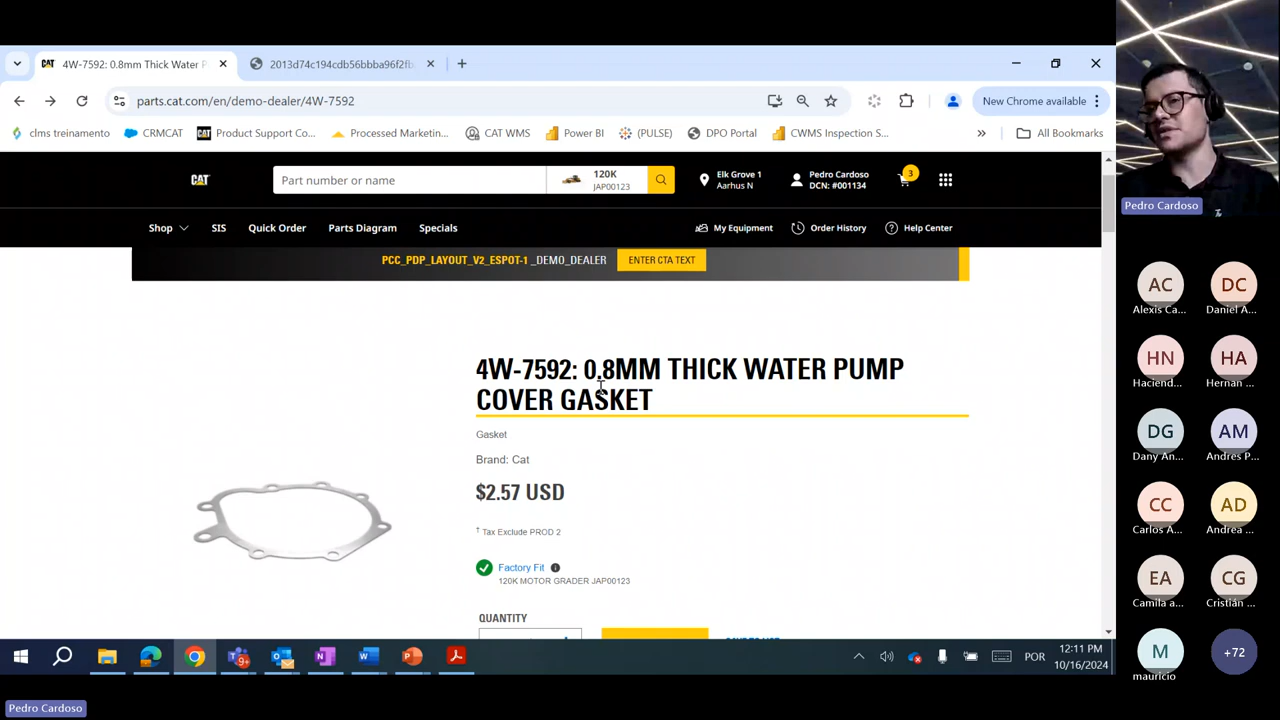 4W-7592: 0.8mm Thick Water P
2013d74c194cdb56bbba96f2fb
parts.cat.com/en/demo-dealer/4W-7592
New Chrome available
clms treinamento
CRMCAT
CAT
Product Support Co...
Processed Marketin...
CAT WMS
Power BI
(PULSE)
DPO Portal
CWMS Inspection S...
All Bookmarks
CAT
Part number or name
120K
JAP00123
Elk Grove 1
Aarhus N
Pedro Cardoso
DCN: #001134
3
Shop
SIS
Quick Order
Parts Diagram
Specials
My Equipment
Order History
Help Center
PCC_PDP_LAYOUT_V2_ESPOT-1 _DEMO_DEALER
ENTER CTA TEXT
4W-7592: 0.8MM THICK WATER PUMP
COVER GASKET
Gasket
Brand: Cat
$2.57 USD
† Tax Exclude PROD 2
Factory Fit
120K MOTOR GRADER JAP00123
QUANTITY
9+
POR
12:11 PM
10/16/2024
Pedro Cardoso
Pedro Cardoso
AC
Alexis Ca...
DC
Daniel A...
HN
Haciend...
HA
Hernan ...
DG
Dany An...
AM
Andres P...
CC
Carlos A...
AD
Andrea ...
EA
Camila a...
CG
Cristián ...
M
mauricio
+72